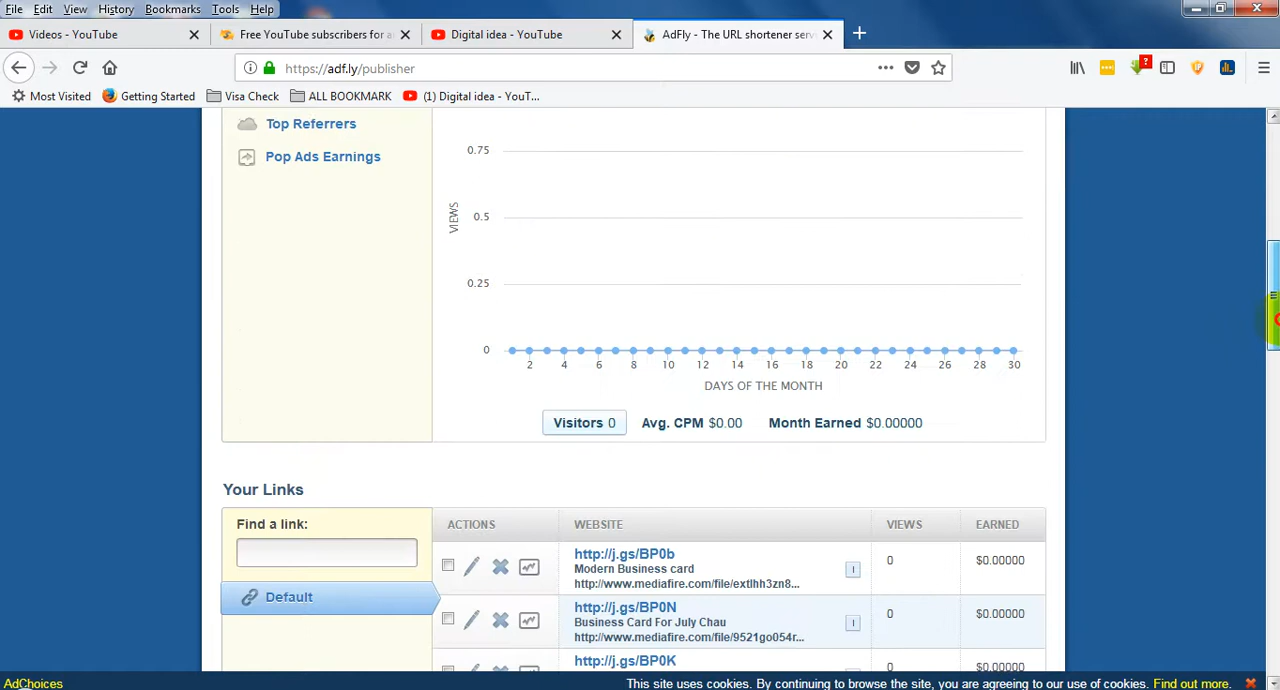 File Edit View History Bookmarks Tools Help
Videos - YouTube
Free YouTube subscribers for a
Digital idea - YouTube
AdFly - The URL shortener serv
https://adf.ly/publisher
Most Visited
Getting Started
Visa Check
ALL BOOKMARK
(1) Digital idea - YouT...
Top Referrers
Pop Ads Earnings
0.75
0.5
0.25
0
VIEWS
2 4 6 8 10 12 14 16 18 20 22 24 26 28 30
DAYS OF THE MONTH
Visitors 0 Avg. CPM $0.00 Month Earned $0.00000
Your Links
Find a link:
Default
ACTIONS WEBSITE VIEWS EARNED
http://j.gs/BP0b
Modern Business card
http://www.mediafire.com/file/extlhh3zn8...
I
0 $0.00000
http://j.gs/BP0N
Business Card For July Chau
http://www.mediafire.com/file/9521go054r...
I
0 $0.00000
http://j.gs/BP0K
0 $0.00000
AdChoices
This site uses cookies. By continuing to browse the site, you are agreeing to our use of cookies. Find out more.